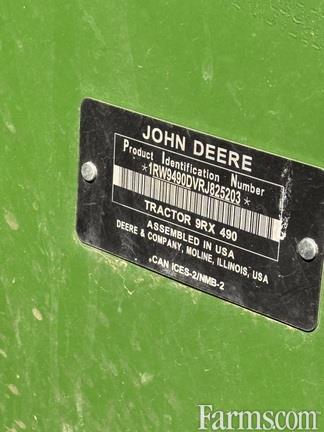 JOHN DEERE
Product Identification Number
*1RW9490DVRJ825203*
TRACTOR 9RX 490
ASSEMBLED IN USA
DEERE & COMPANY, MOLINE, ILLINOIS, USA
CAN ICES-2/NMB-2
Farms.com